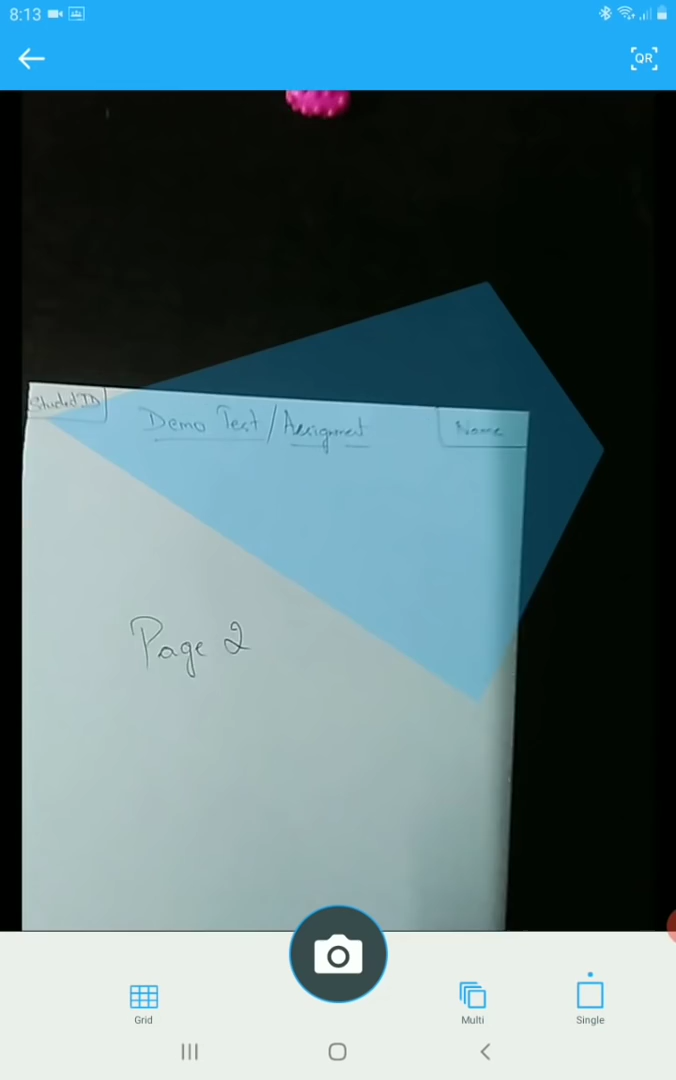 8:13
QR
Student ID
Demo Test / Assignment
Name
Page 2
Grid
Multi
Single